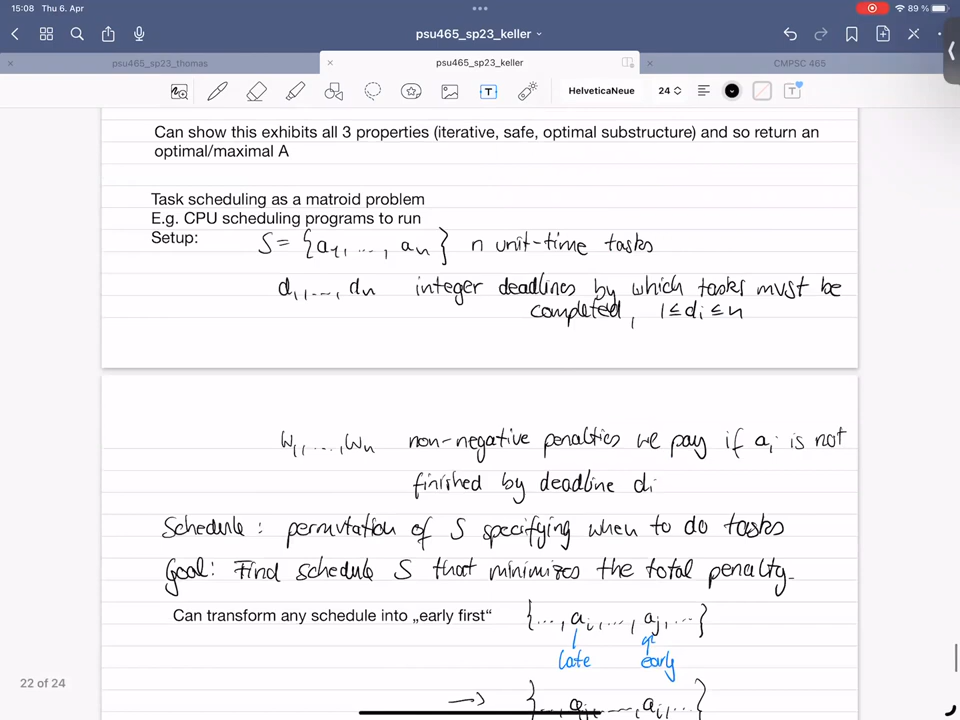 15:08 Thu 6. Apr
89 %
psu465_sp23_keller
psu465_sp23_thomas
psu465_sp23_keller
CMPSC 465
HelveticaNeue
24
Can show this exhibits all 3 properties (iterative, safe, optimal substructure) and so return an
optimal/maximal A
Task scheduling as a matroid problem
E.g. CPU scheduling programs to run
Setup: S = {a1, ..., an} n unit-time tasks
d1, ..., dn integer deadlines by which tasks must be
completed, 1 ≤ di ≤ n
w1, ..., wn non-negative penalties we pay if ai is not
finished by deadline di
Schedule: permutation of S specifying when to do tasks
Goal: Find schedule S that minimizes the total penalty.
Can transform any schedule into „early first“ {..., ai, ..., aj, ...}
late early
22 of 24
→ {... aj, ..., ai, ...}